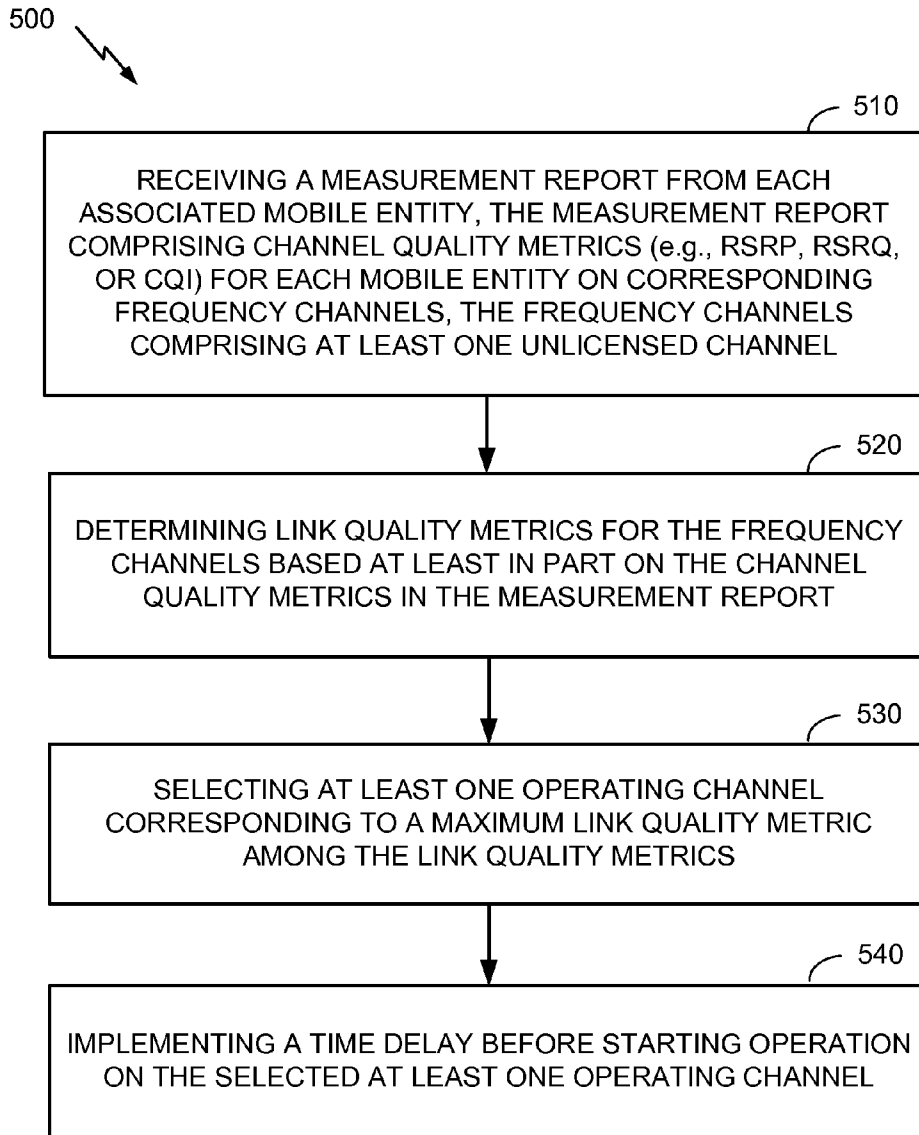 500
510
RECEIVING A MEASUREMENT REPORT FROM EACH
ASSOCIATED MOBILE ENTITY, THE MEASUREMENT REPORT
COMPRISING CHANNEL QUALITY METRICS (e.g., RSRP, RSRQ,
OR CQI) FOR EACH MOBILE ENTITY ON CORRESPONDING
FREQUENCY CHANNELS, THE FREQUENCY CHANNELS
COMPRISING AT LEAST ONE UNLICENSED CHANNEL
520
DETERMINING LINK QUALITY METRICS FOR THE FREQUENCY
CHANNELS BASED AT LEAST IN PART ON THE CHANNEL
QUALITY METRICS IN THE MEASUREMENT REPORT
530
SELECTING AT LEAST ONE OPERATING CHANNEL
CORRESPONDING TO A MAXIMUM LINK QUALITY METRIC
AMONG THE LINK QUALITY METRICS
540
IMPLEMENTING A TIME DELAY BEFORE STARTING OPERATION
ON THE SELECTED AT LEAST ONE OPERATING CHANNEL